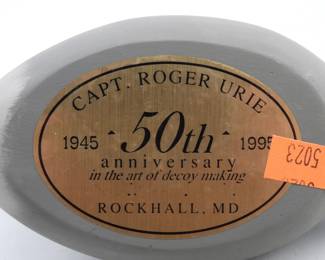 CAPT. ROGER URIE
1945 - 50th - 1995
anniversary
in the art of decoy making
ROCKHALL, MD
5023